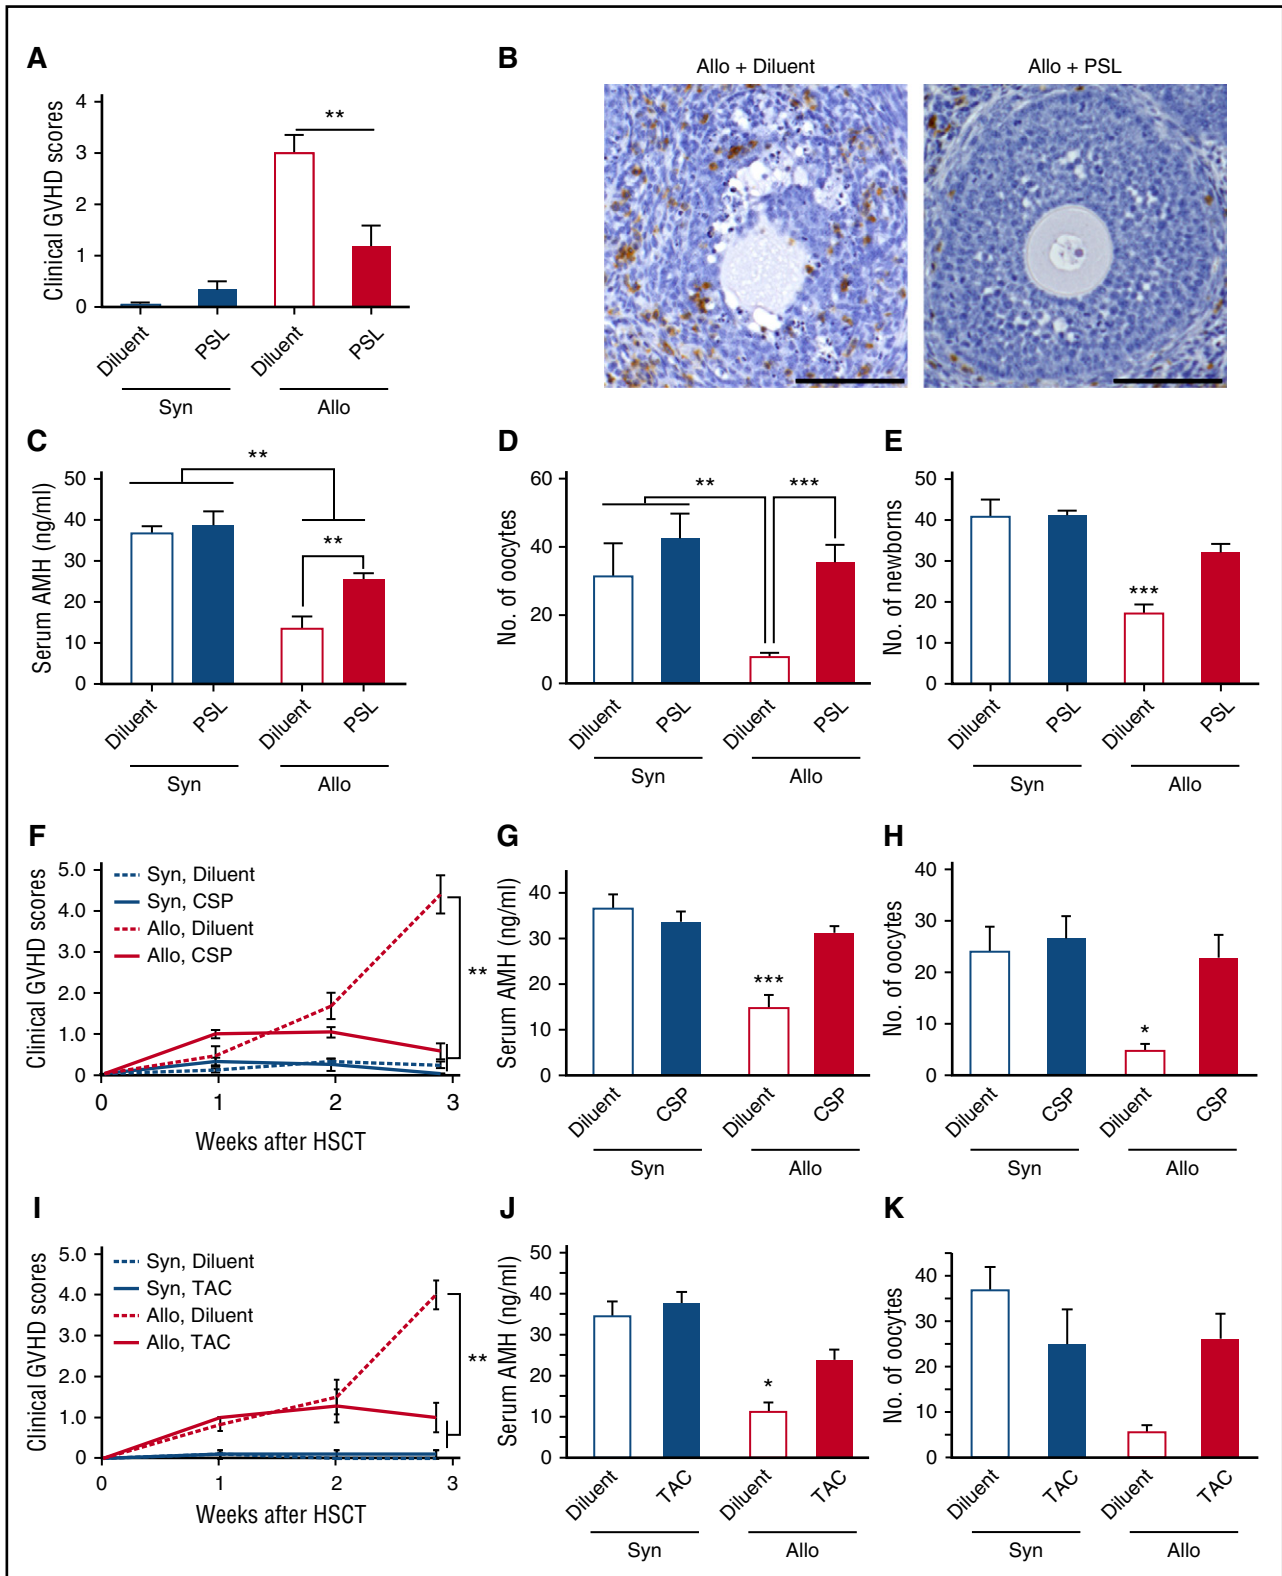 A
Clinical GVHD scores
4
3
2
1
0
**
Diluent
PSL
Diluent
PSL
Syn
Allo
B
Allo + Diluent
Allo + PSL
C
Serum AMH (ng/ml)
50
40
30
20
10
0
**
**
Diluent
PSL
Diluent
PSL
Syn
Allo
D
No. of oocytes
60
40
20
0
**
***
Diluent
PSL
Diluent
PSL
Syn
Allo
E
No. of newborns
50
40
30
20
10
0
***
Diluent
PSL
Diluent
PSL
Syn
Allo
F
Clinical GVHD scores
5.0
4.0
3.0
2.0
1.0
0
Syn, Diluent
Syn, CSP
Allo, Diluent
Allo, CSP
**
0
1
2
3
Weeks after HSCT
G
Serum AMH (ng/ml)
40
30
20
10
0
***
Diluent
CSP
Diluent
CSP
Syn
Allo
H
No. of oocytes
40
30
20
10
0
*
Diluent
CSP
Diluent
CSP
Syn
Allo
I
Clinical GVHD scores
5.0
4.0
3.0
2.0
1.0
0
Syn, Diluent
Syn, TAC
Allo, Diluent
Allo, TAC
**
0
1
2
3
Weeks after HSCT
J
Serum AMH (ng/ml)
50
40
30
20
10
0
*
Diluent
TAC
Diluent
TAC
Syn
Allo
K
No. of oocytes
40
30
20
10
0
Diluent
TAC
Diluent
TAC
Syn
Allo